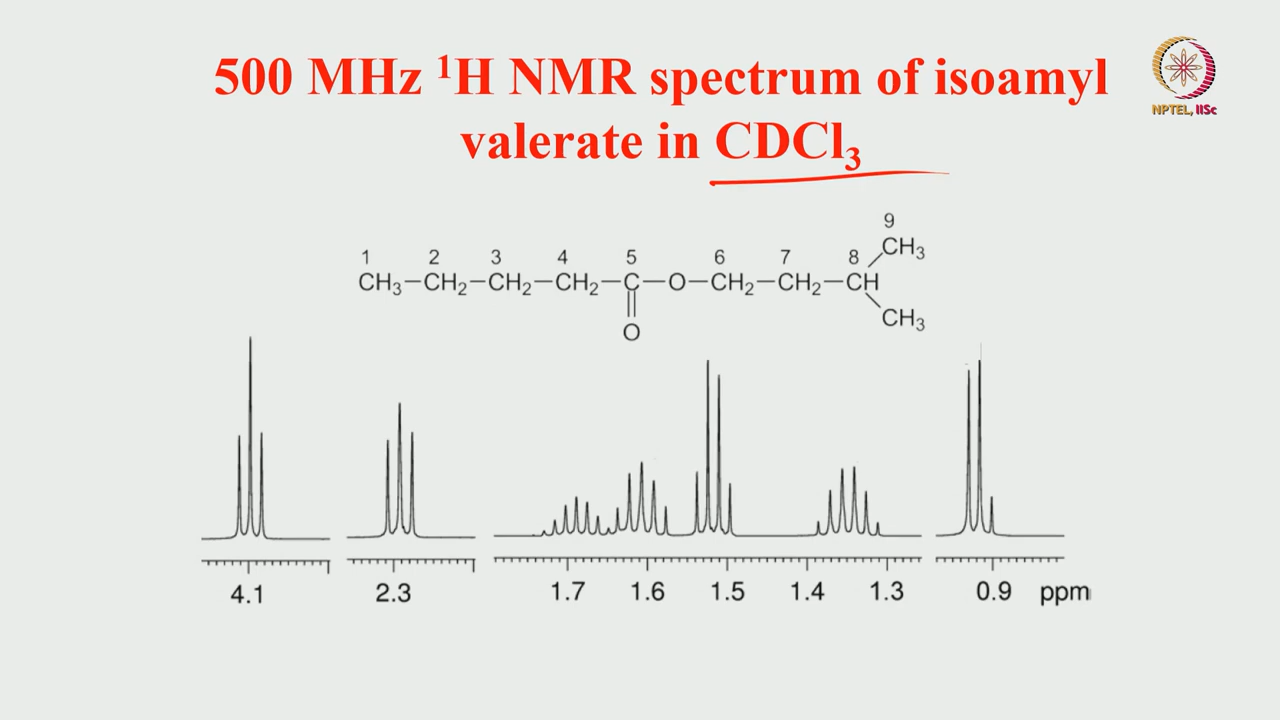 500 MHz ¹H NMR spectrum of isoamyl
valerate in CDCl₃
NPTEL, IISc
9
1 2 3 4 5 6 7 8 CH₃
CH₃—CH₂—CH₂—CH₂—C—O—CH₂—CH₂—CH
O CH₃
4.1 2.3 1.7 1.6 1.5 1.4 1.3 0.9 ppm